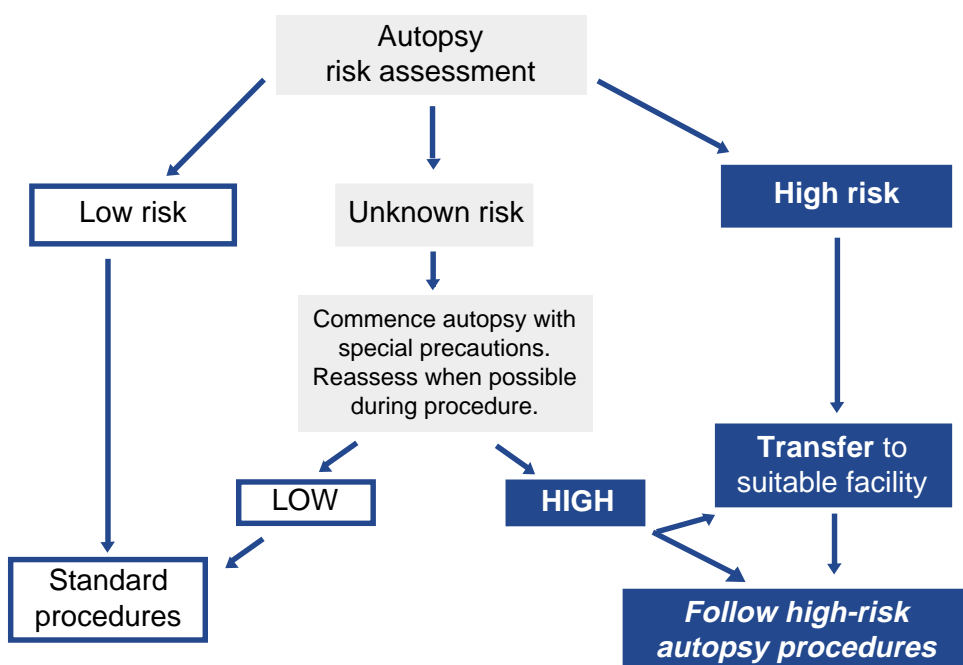 Autopsy
risk assessment
Low risk
Unknown risk
High risk
Commence autopsy with
special precautions.
Reassess when possible
during procedure.
Transfer to
suitable facility
LOW
HIGH
Standard
procedures
Follow high-risk
autopsy procedures